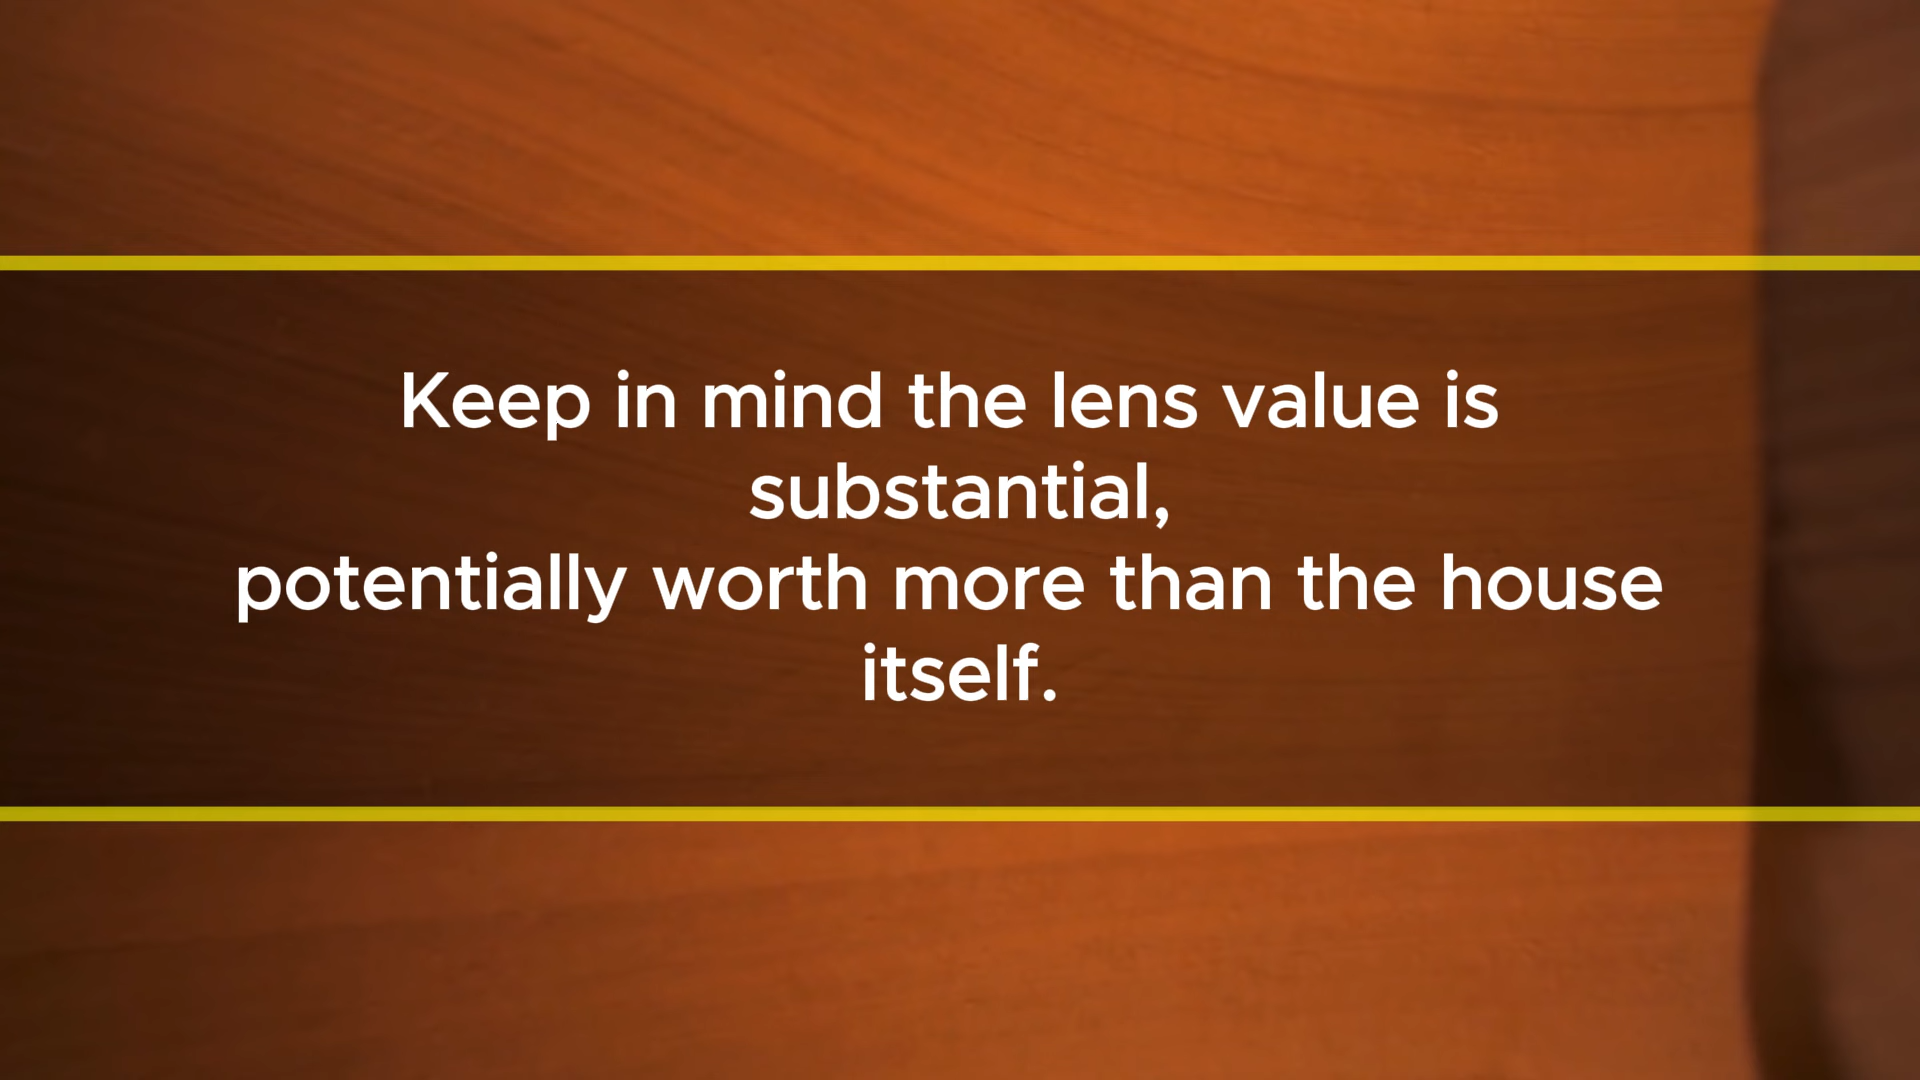 Keep in mind the lens value is
substantial,
potentially worth more than the house
itself.